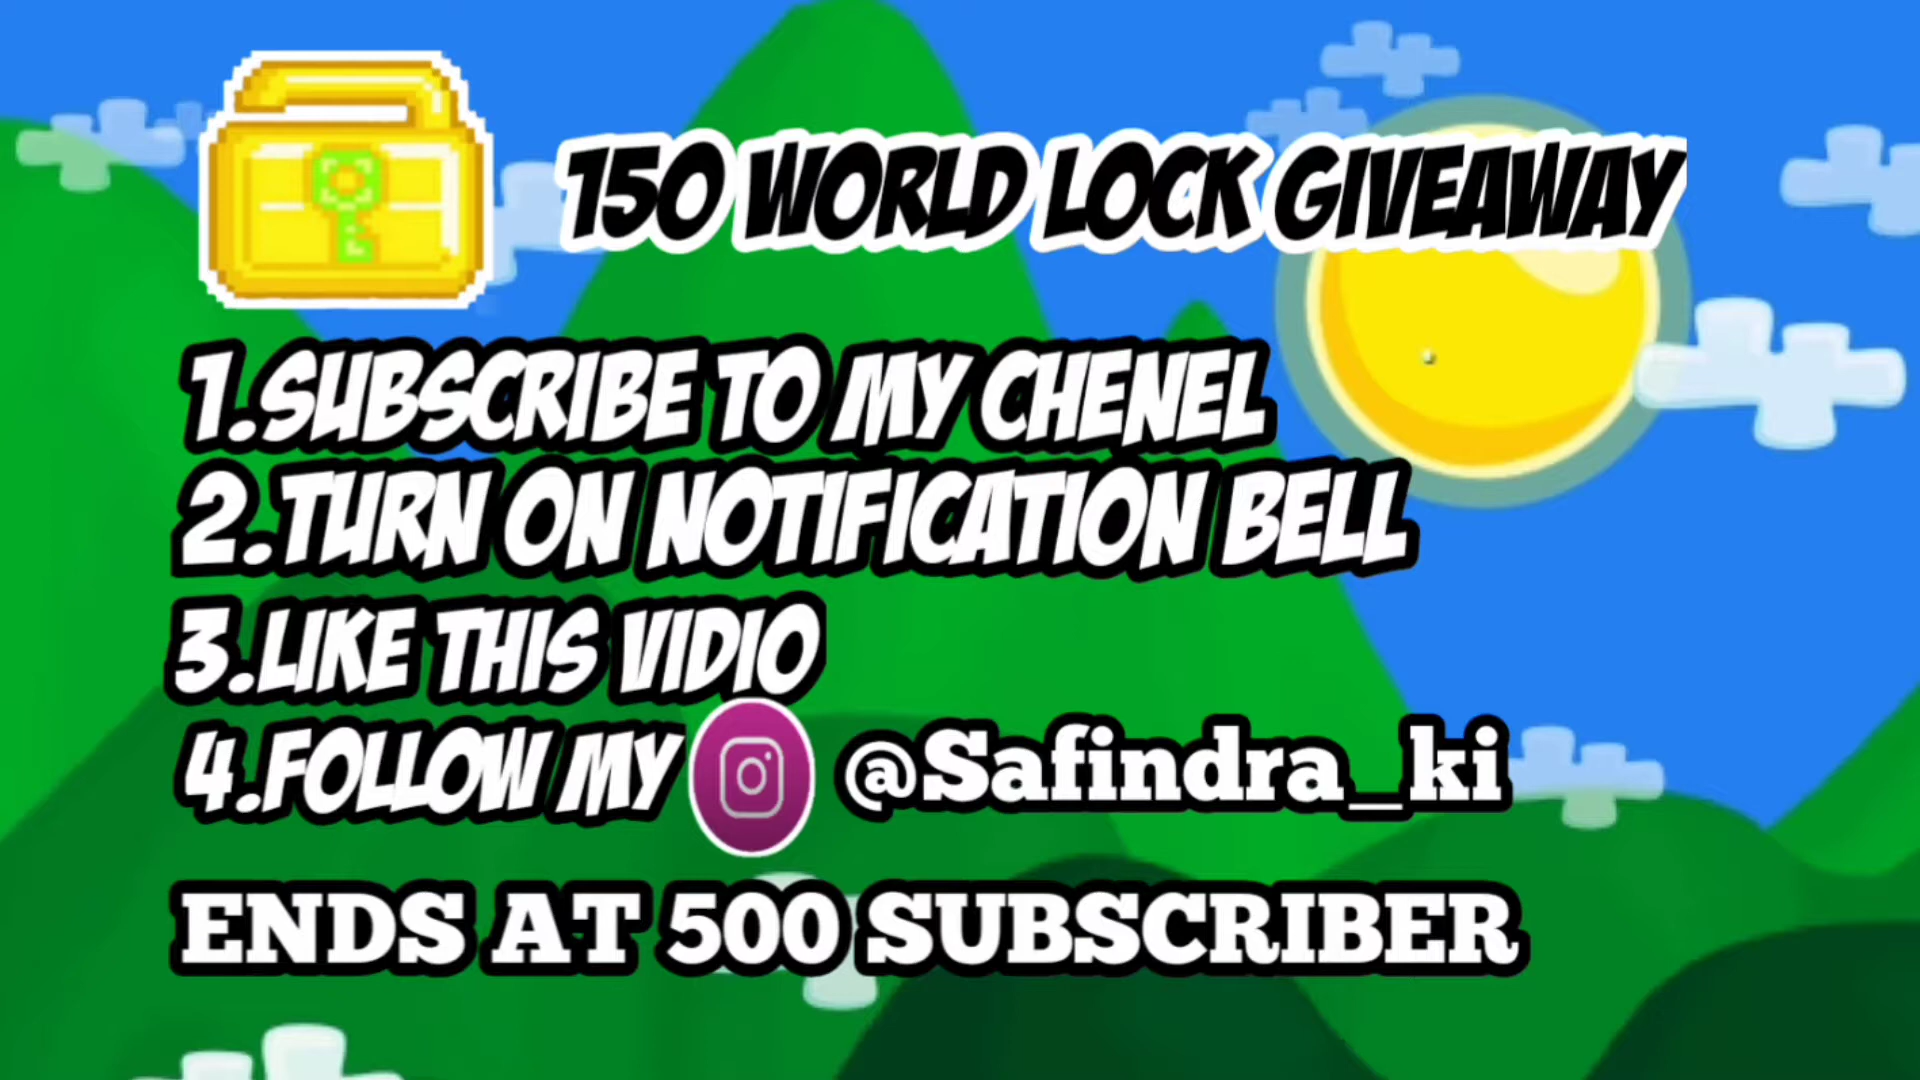 150 WORLD LOCK GIVEAWAY
1.SUBSCRIBE TO MY CHENEL
2.TURN ON NOTIFICATION BELL
3.LIKE THIS VIDIO
4.FOLLOW MY @Safindra_ki
ENDS AT 500 SUBSCRIBER